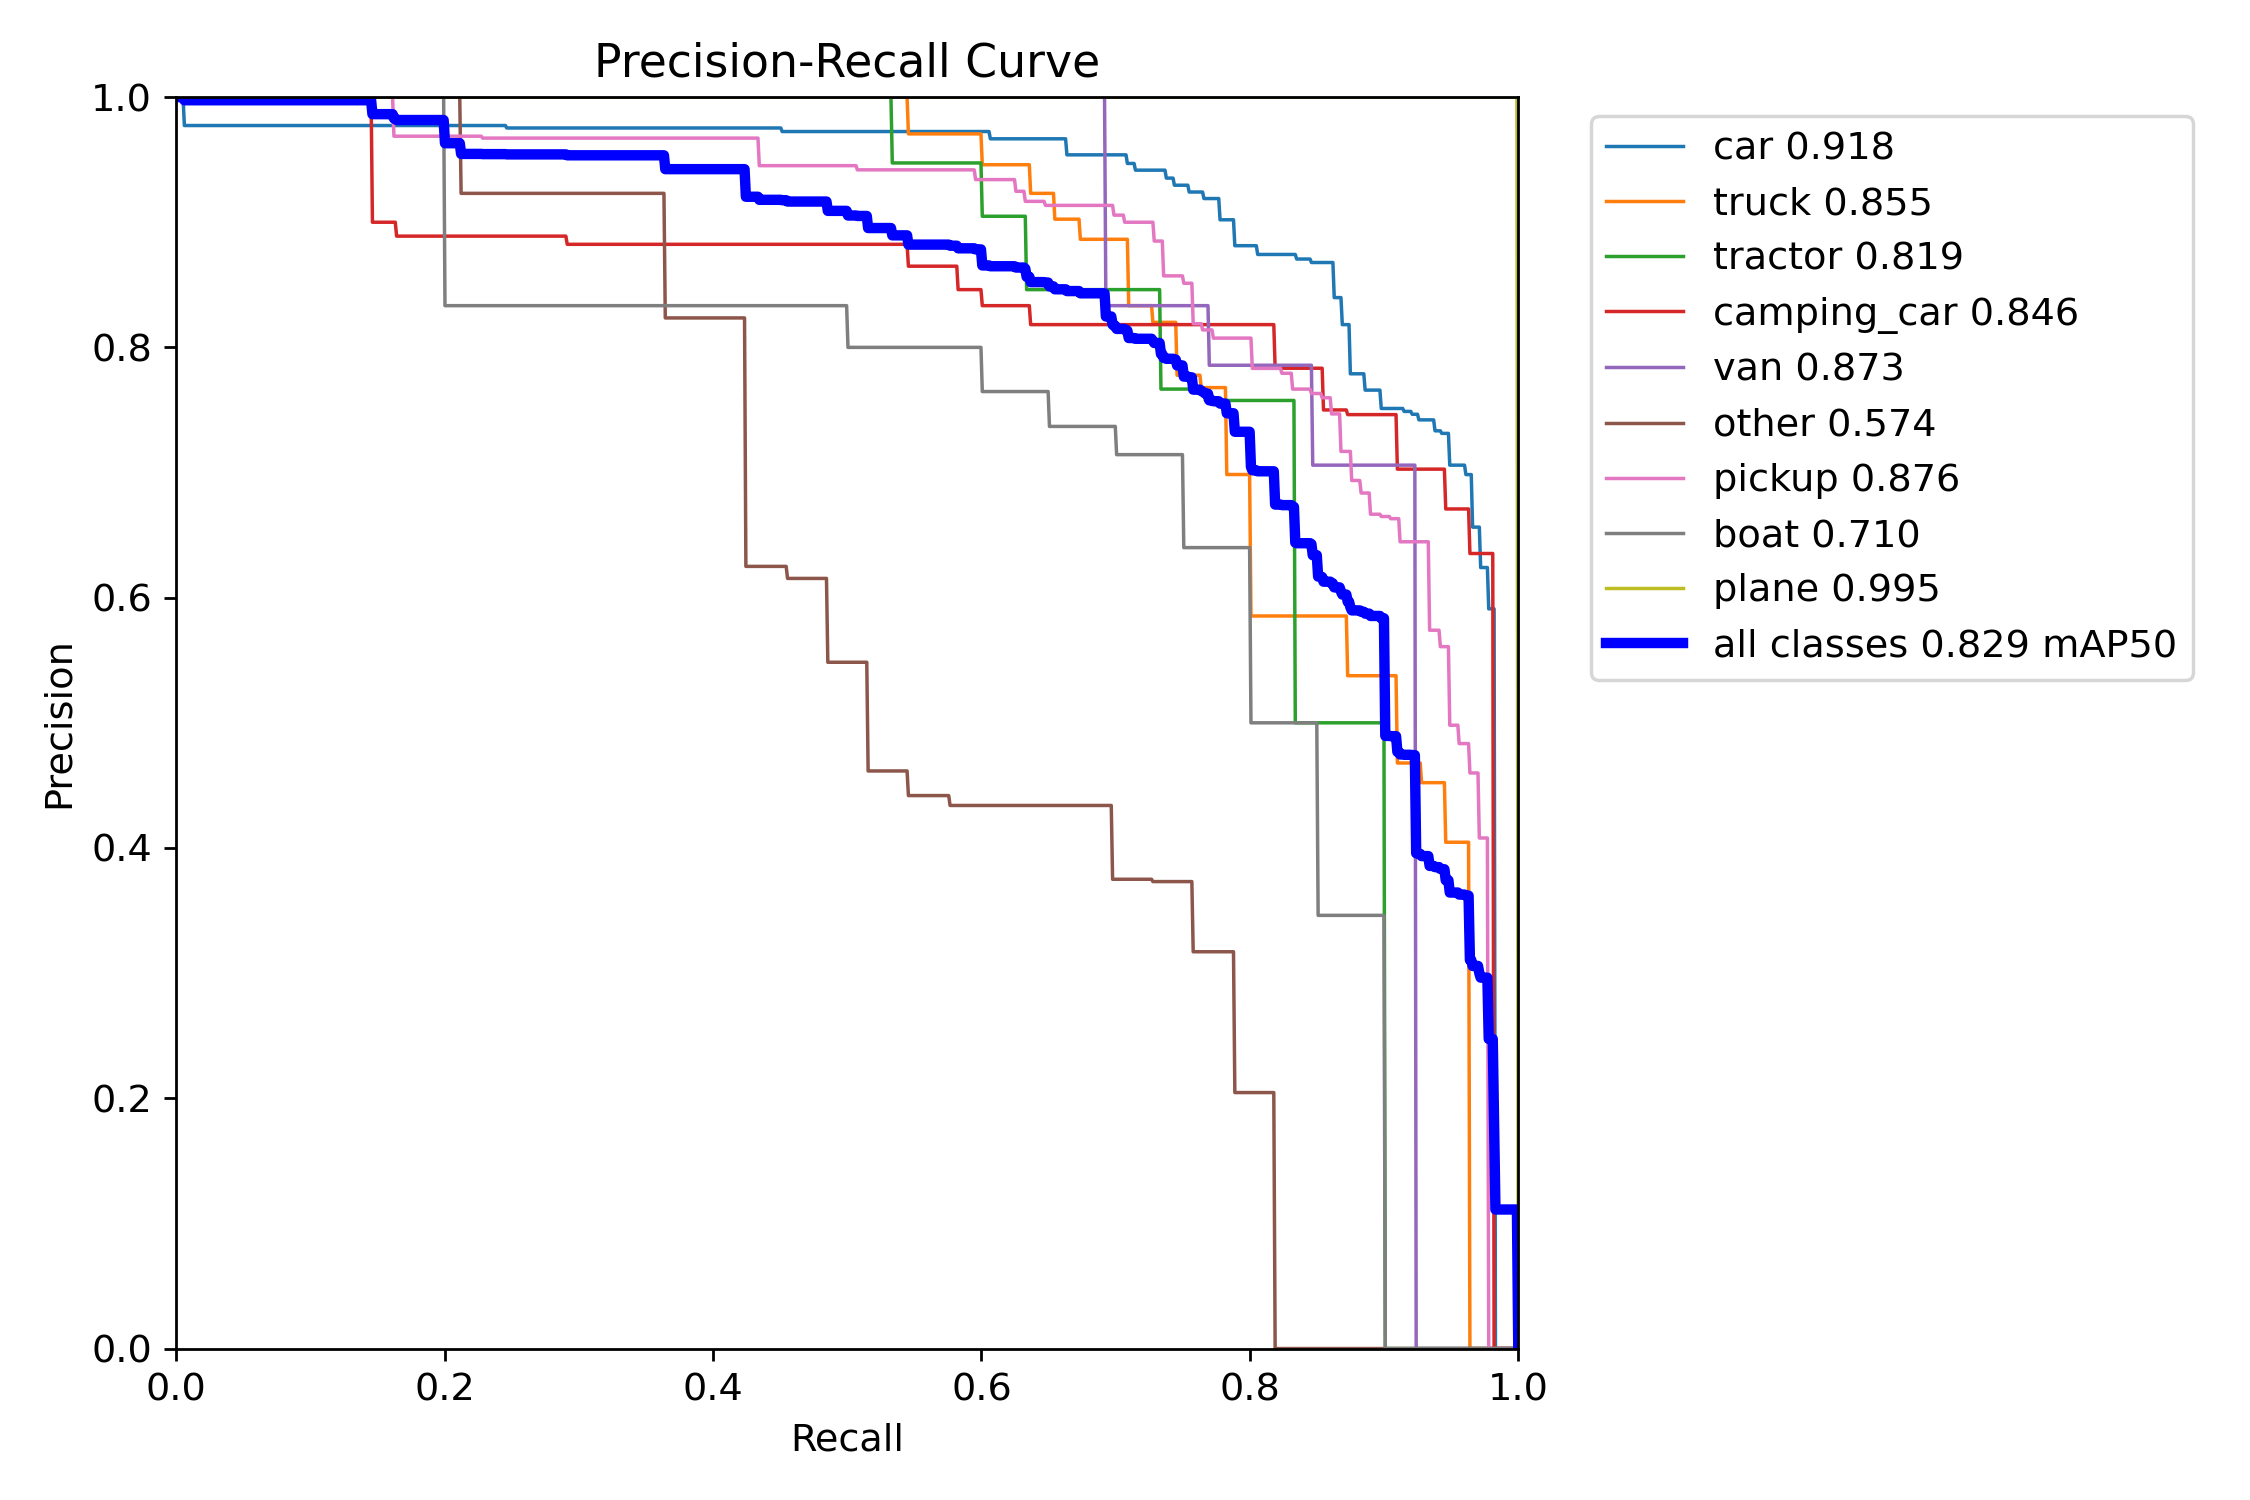 Precision-Recall Curve
1.0
0.8
0.6
0.4
0.2
0.0
Precision
0.0 0.2 0.4 0.6 0.8 1.0
Recall
car 0.918
truck 0.855
tractor 0.819
camping_car 0.846
van 0.873
other 0.574
pickup 0.876
boat 0.710
plane 0.995
all classes 0.829 mAP50